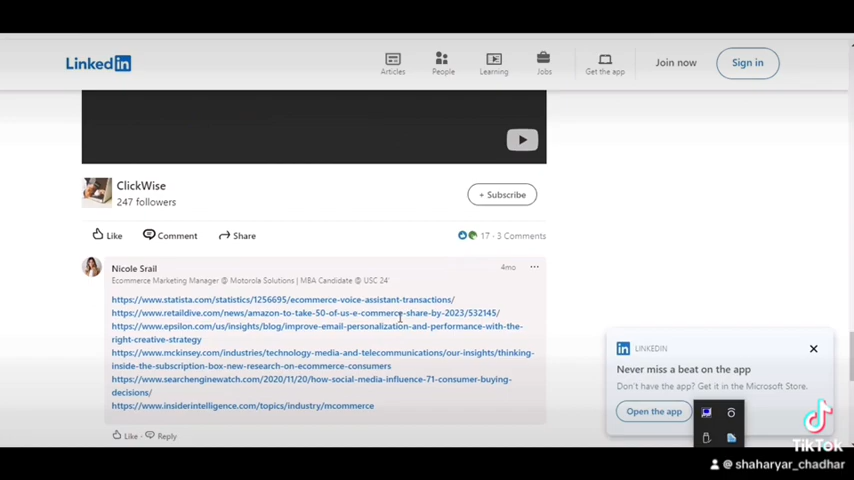 LinkedIn
Articles
People
Learning
Jobs
Get the app
Join now
Sign in
ClickWise
247 followers
+ Subscribe
Like
Comment
Share
17 · 3 Comments
Nicole Srail
4mo
Ecommerce Marketing Manager @ Motorola Solutions | MBA Candidate @ USC 24'
https://www.statista.com/statistics/1256695/ecommerce-voice-assistant-transactions/
https://www.retaildive.com/news/amazon-to-take-50-of-us-e-commerce-share-by-2023/532145/
https://www.epsilon.com/us/insights/blog/improve-email-personalization-and-performance-with-the-
right-creative-strategy
https://www.mckinsey.com/industries/technology-media-and-telecommunications/our-insights/thinking-
inside-the-subscription-box-new-research-on-ecommerce-consumers
https://www.searchenginewatch.com/2020/11/20/how-social-media-influence-71-consumer-buying-
decisions/
https://www.insiderintelligence.com/topics/industry/mcommerce
Like · Reply
LINKEDIN
Never miss a beat on the app
Don't have the app? Get it in the Microsoft Store.
Open the app
TikTok
@ shaharyar_chadhar